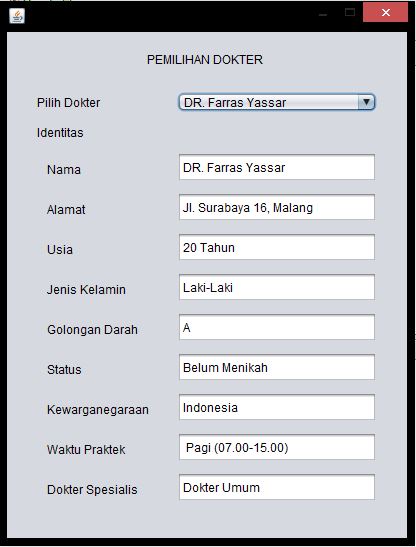 PEMILIHAN DOKTER
Pilih Dokter DR. Farras Yassar
Identitas
Nama DR. Farras Yassar
Alamat Jl. Surabaya 16, Malang
Usia 20 Tahun
Jenis Kelamin Laki-Laki
Golongan Darah A
Status Belum Menikah
Kewarganegaraan Indonesia
Waktu Praktek Pagi (07.00-15.00)
Dokter Spesialis Dokter Umum